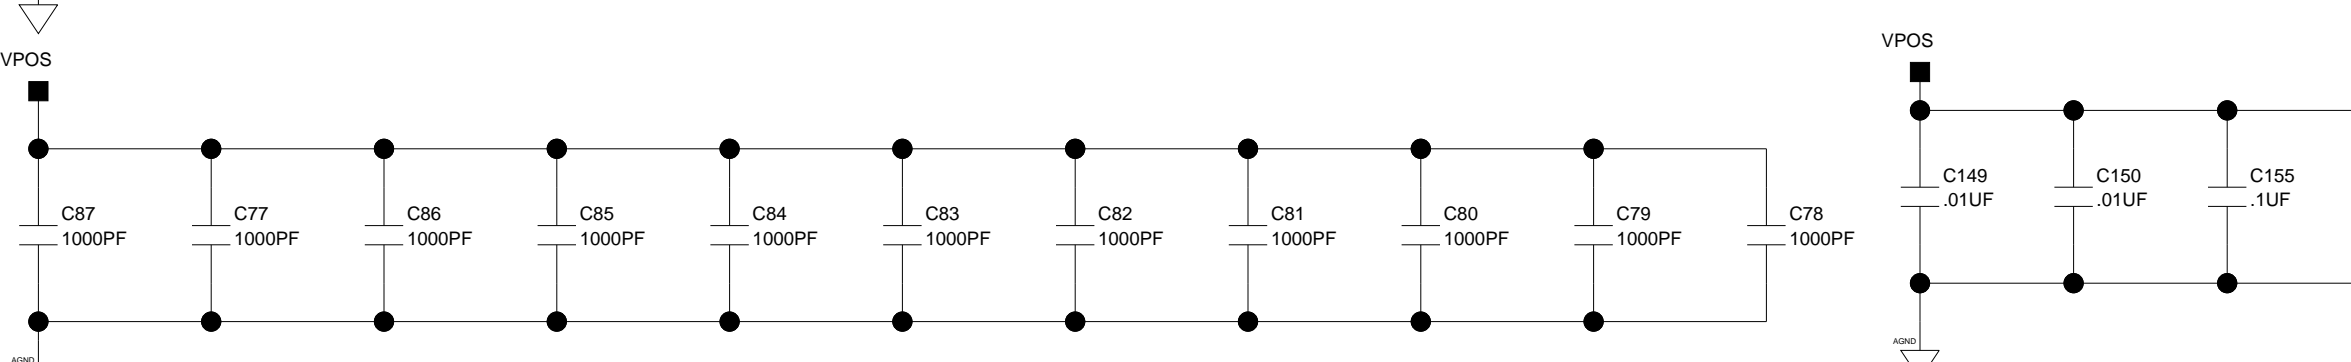 VPOS
C87
1000PF
C77
1000PF
C86
1000PF
C85
1000PF
C84
1000PF
C83
1000PF
C82
1000PF
C81
1000PF
C80
1000PF
C79
1000PF
C78
1000PF
AGND
VPOS
C149
.01UF
C150
.01UF
C155
.1UF
AGND